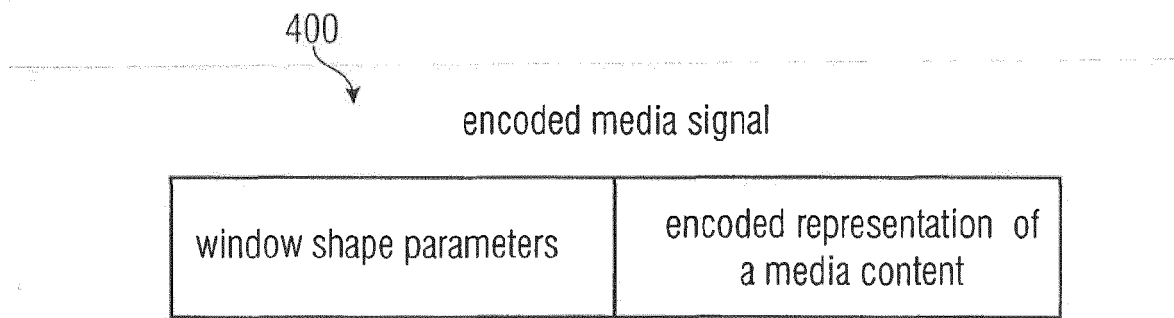 400
encoded media signal
window shape parameters
encoded representation of
a media content